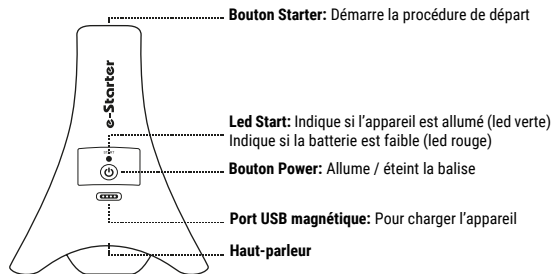 Bouton Starter: Démarre la procédure de départ
e-Starter
Led Start: Indique si l'appareil est allumé (led verte)
Indique si la batterie est faible (led rouge)
START
Bouton Power: Allume / éteint la balise
Port USB magnétique: Pour charger l'appareil
Haut-parleur